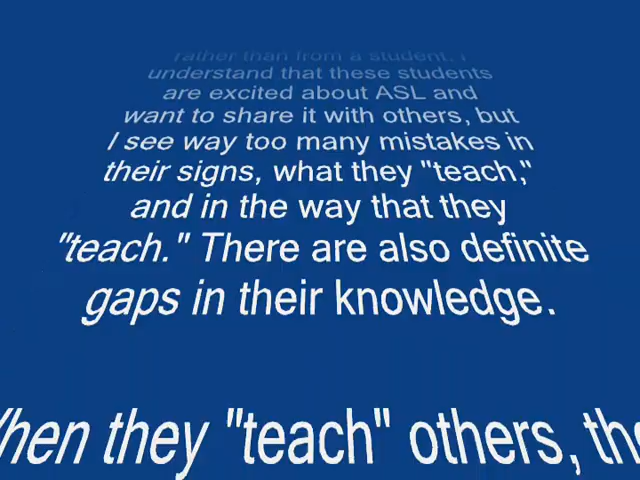 rather than from a student. I
understand that these students
are excited about ASL and
want to share it with others, but
I see way too many mistakes in
their signs, what they "teach,"
and in the way that they
"teach." There are also definite
gaps in their knowledge.
When they "teach" others, the